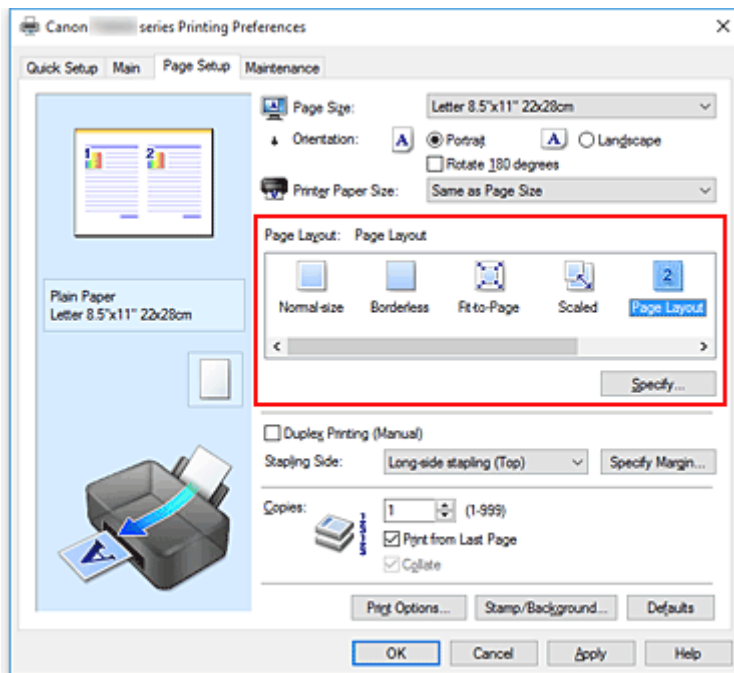 Canon series Printing Preferences
Quick Setup Main Page Setup Maintenance
1 2
Plain Paper
Letter 8.5"x11" 22x28cm
Page Size: Letter 8.5"x11" 22x28cm
Orientation: A Portrait A Landscape
Rotate 180 degrees
Printer Paper Size: Same as Page Size
Page Layout: Page Layout
2
Normal-size Borderless Fit-to-Page Scaled Page Layout
Specify...
Duplex Printing (Manual)
Stapling Side: Long-side stapling (Top) Specify Margin...
Copies: 1 (1-999)
Print from Last Page
Collate
Print Options... Stamp/Background... Defaults
OK Cancel Apply Help